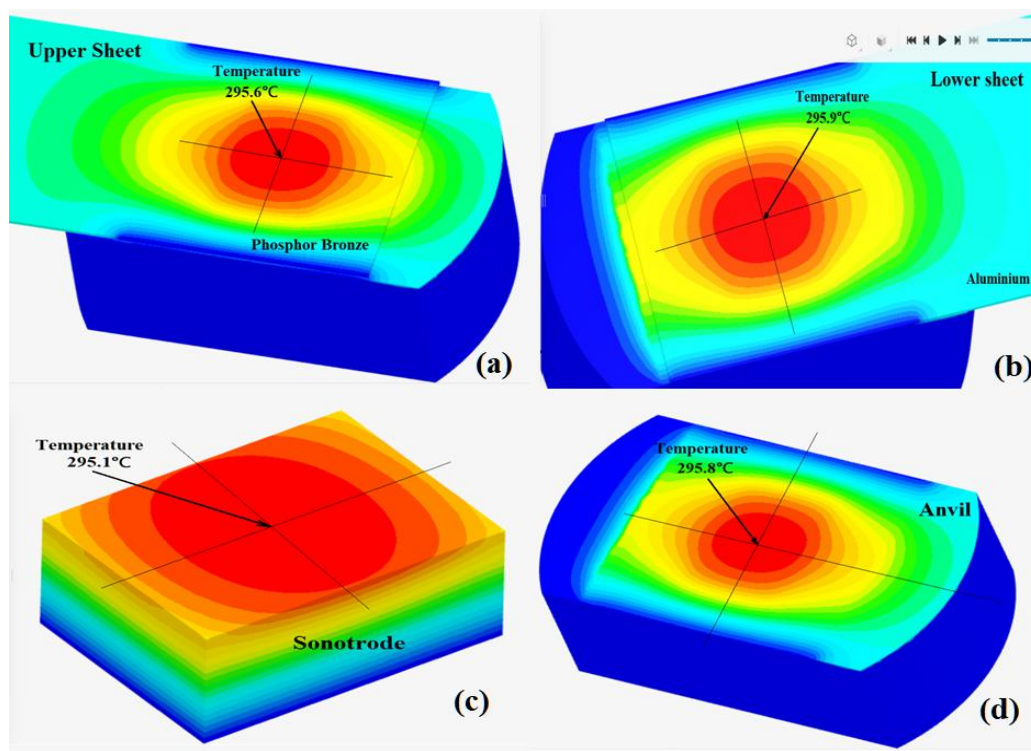 Upper Sheet
Temperature
295.6℃
Phosphor Bronze
(a)
Lower sheet
Temperature
295.9℃
Aluminium
(b)
Temperature
295.1℃
Sonotrode
(c)
Temperature
295.8℃
Anvil
(d)